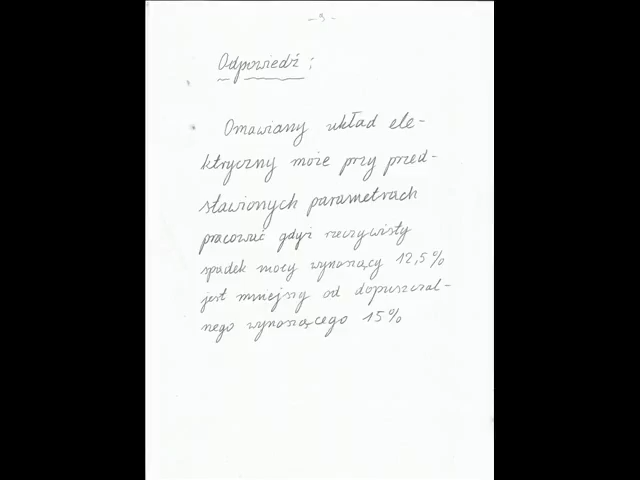 - 3 -
Odpowiedź :
Omawiany układ ele-
ktryczny może przy przed-
stawionych parametrach
pracować gdyż rzeczywisty
spadek mocy wynoszący 12,5%
jest mniejszy od dopuszczal-
nego wynoszącego 15%